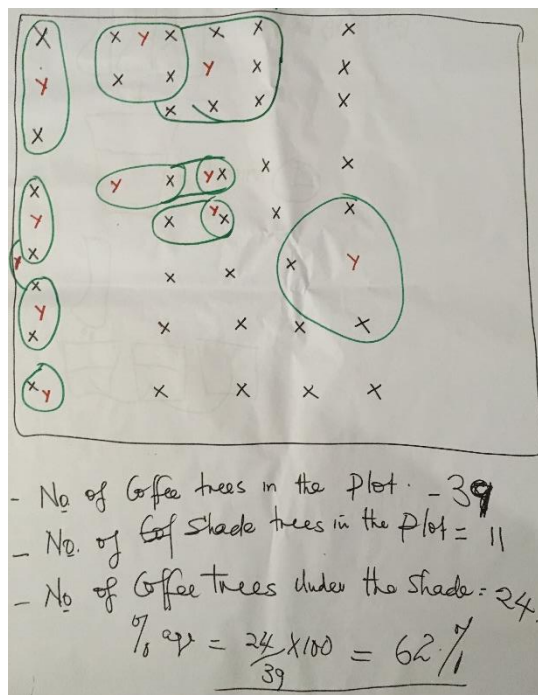 X X Y X X X X
Y X X Y X X
X X X X X
X Y X Y X X X
X Y X Y X X X
Y X X X X Y
X Y X X X X X
X Y X X X X
- No of Coffee trees in the Plot. - 39
- No. of Shade trees in the Plot = 11
- No of Coffee Trees Under the Shade = 24.
% age = 24/39 X 100 = 62%